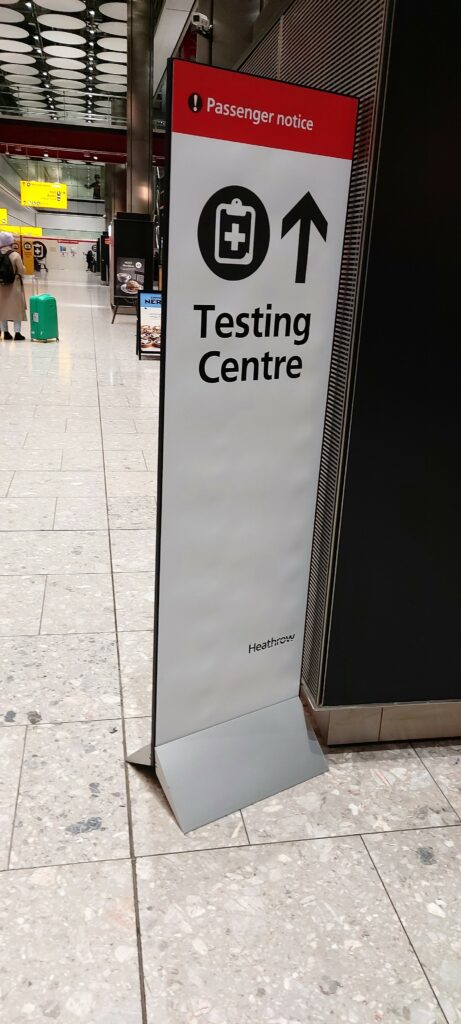 Passenger notice
Testing
Centre
Heathrow